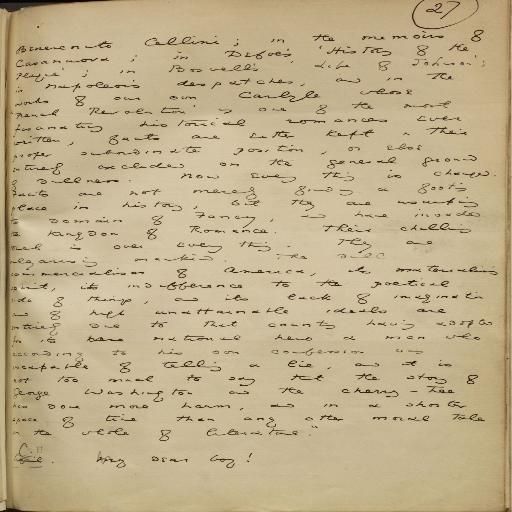 27
Benevenuto Cellini; in the memoirs of
Casanova; in Defoe's 'History of the
Plague'; in Boswell's Life of Johnson;
in Napoleon's despatches, and in the
works of our own Carlyle whose
'French Revolution' is one of the most
fascinating historical romances ever
written, facts are either kept in their
proper subordinate position, or else
entirely excluded on the general ground
of dullness. Now every thing is changed.
Facts are not merely finding a footing
place in history, but they are usurping
the domain of Fancy, and have invaded
the kingdom of Romance. Their chilling
touch is over every thing. They are
vulgarising mankind. The
commercialism of America, its materialising
spirit, its indifference to the poetical
side of things, and its lack of imagination
and of high unattainable ideals are
entirely due to that country having adopted
for its national hero a man who
according to his own confession was
incapable of telling a lie, and it is
not too much to say that the story of
George Washington and the cherry-tree
has done more harm, and in a shorter
space of time than any other moral tale
in the whole of literature."
C. My dear boy!